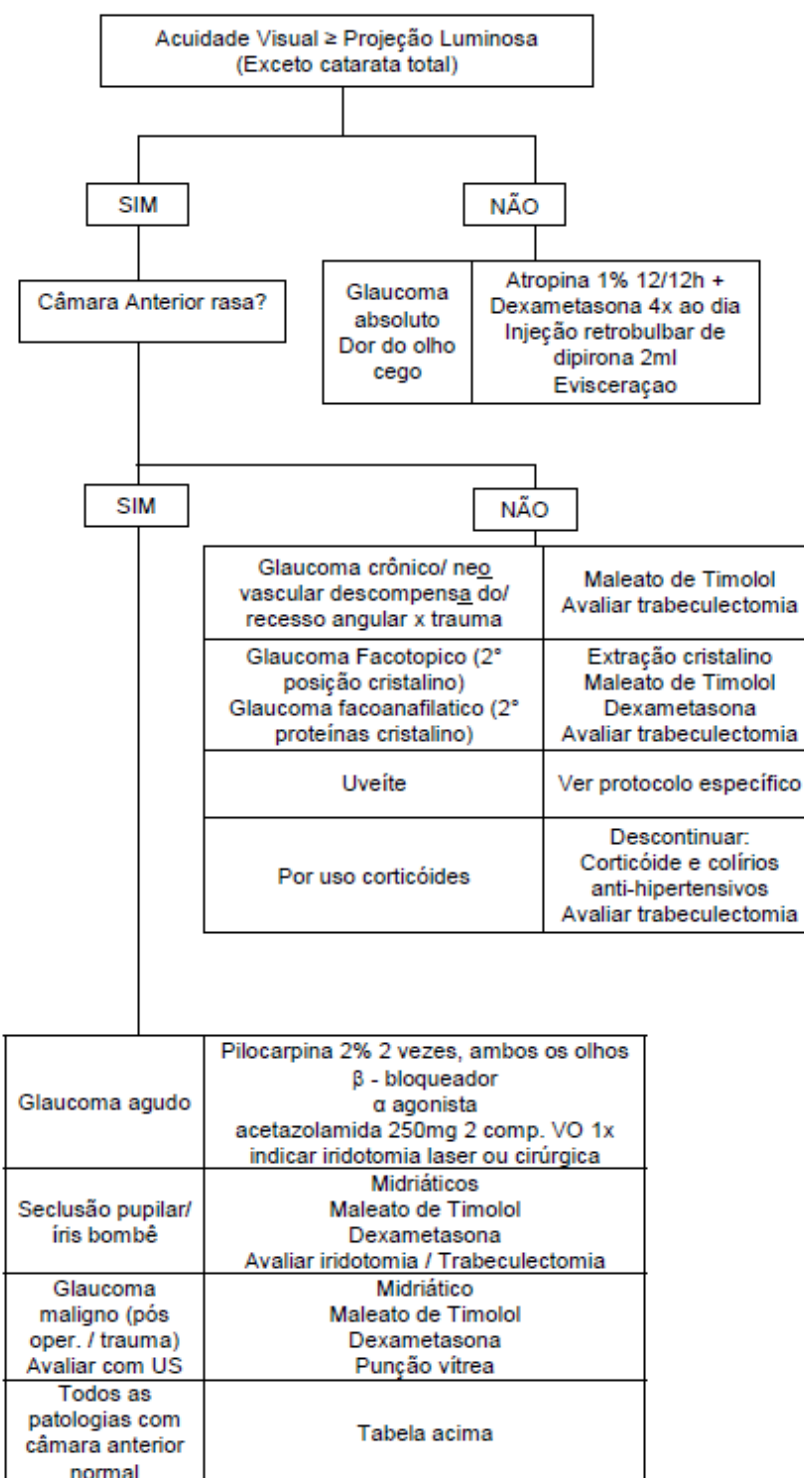 Acuidade Visual ≥ Projeção Luminosa
(Exceto catarata total)
SIM
NÃO
Câmara Anterior rasa?
Glaucoma
absoluto
Dor do olho
cego
Atropina 1% 12/12h +
Dexametasona 4x ao dia
Injeção retrobulbar de
dipirona 2ml
Evisceraçao
SIM
NÃO
Glaucoma crônico/ neo
vascular descompensa do/
recesso angular x trauma
Maleato de Timolol
Avaliar trabeculectomia
Glaucoma Facotopico (2°
posição cristalino)
Glaucoma facoanafilatico (2°
proteínas cristalino)
Extração cristalino
Maleato de Timolol
Dexametasona
Avaliar trabeculectomia
Uveíte
Ver protocolo específico
Por uso corticóides
Descontinuar:
Corticóide e colírios
anti-hipertensivos
Avaliar trabeculectomia
Glaucoma agudo
Pilocarpina 2% 2 vezes, ambos os olhos
β - bloqueador
α agonista
acetazolamida 250mg 2 comp. VO 1x
indicar iridotomia laser ou cirúrgica
Seclusão pupilar/
íris bombê
Midriáticos
Maleato de Timolol
Dexametasona
Avaliar iridotomia / Trabeculectomia
Glaucoma
maligno (pós
oper. / trauma)
Avaliar com US
Midriático
Maleato de Timolol
Dexametasona
Punção vítrea
Todos as
patologias com
câmara anterior
normal
Tabela acima